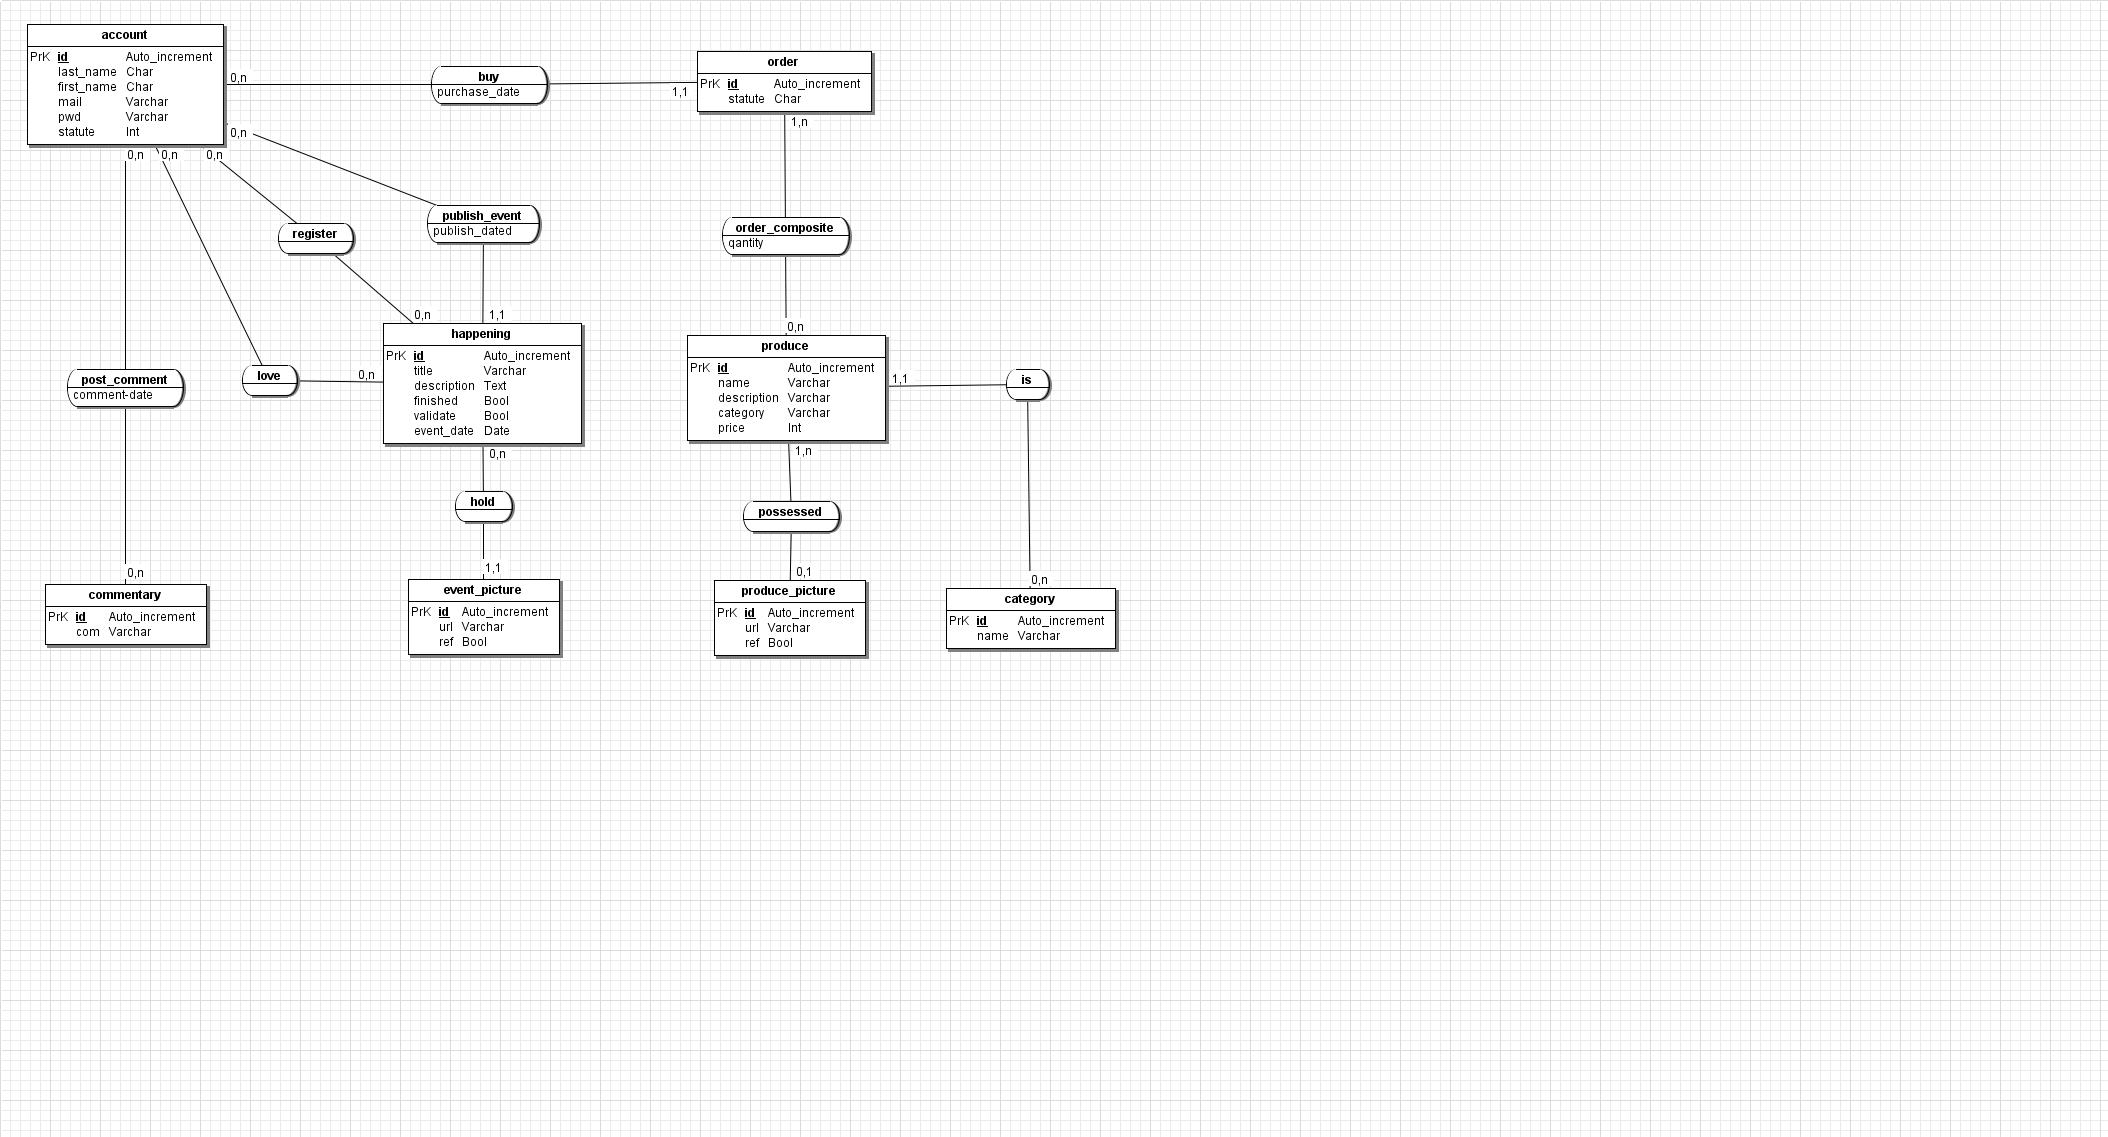 account
PrK id Auto_increment
last_name Char
first_name Char
mail Varchar
pwd Varchar
statute Int
0,n
buy
purchase_date
1,1
order
PrK id Auto_increment
statute Char
0,n
0,n
0,n
0,n
1,n
register
publish_event
publish_dated
order_composite
qantity
0,n
1,1
0,n
happening
PrK id Auto_increment
title Varchar
description Text
finished Bool
validate Bool
event_date Date
produce
PrK id Auto_increment
name Varchar
description Varchar
category Varchar
price Int
post_comment
comment-date
love
0,n
1,1
is
0,n
1,n
hold
possessed
0,n
1,1
0,1
0,n
commentary
PrK id Auto_increment
com Varchar
event_picture
PrK id Auto_increment
url Varchar
ref Bool
produce_picture
PrK id Auto_increment
url Varchar
ref Bool
category
PrK id Auto_increment
name Varchar